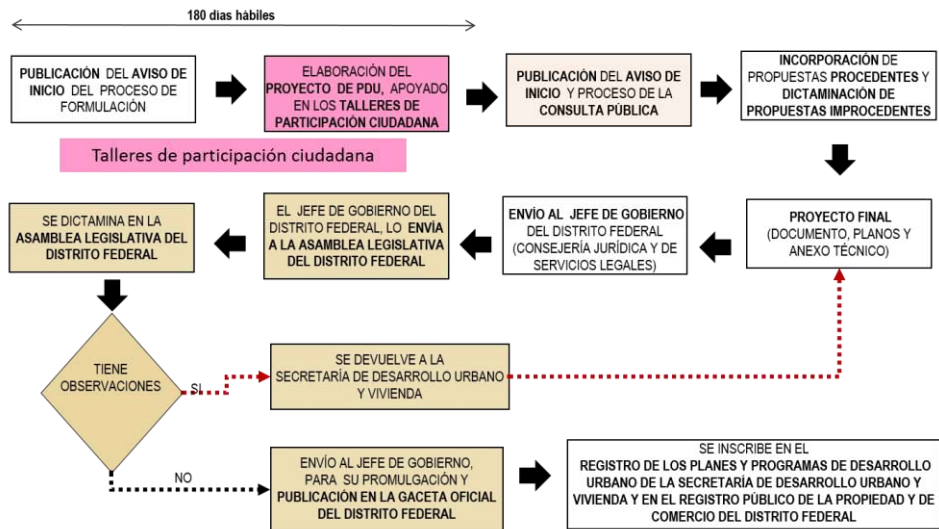 180 días hábiles
PUBLICACIÓN DEL AVISO DE
INICIO DEL PROCESO DE
FORMULACIÓN
ELABORACIÓN DEL
PROYECTO DE PDU, APOYADO
EN LOS TALLERES DE
PARTICIPACIÓN CIUDADANA
PUBLICACIÓN DEL AVISO DE
INICIO Y PROCESO DE LA
CONSULTA PÚBLICA
INCORPORACIÓN DE
PROPUESTAS PROCEDENTES Y
DICTAMINACIÓN DE
PROPUESTAS IMPROCEDENTES
Talleres de participación ciudadana
SE DICTAMINA EN LA
ASAMBLEA LEGISLATIVA DEL
DISTRITO FEDERAL
EL JEFE DE GOBIERNO DEL
DISTRITO FEDERAL, LO ENVÍA
A LA ASAMBLEA LEGISLATIVA
DEL DISTRITO FEDERAL
ENVÍO AL JEFE DE GOBIERNO
DEL DISTRITO FEDERAL
(CONSEJERÍA JURÍDICA Y DE
SERVICIOS LEGALES)
PROYECTO FINAL
(DOCUMENTO, PLANOS Y
ANEXO TÉCNICO)
TIENE
OBSERVACIONES
SI
SE DEVUELVE A LA
SECRETARÍA DE DESARROLLO URBANO
Y VIVIENDA
NO
ENVÍO AL JEFE DE GOBIERNO,
PARA SU PROMULGACIÓN Y
PUBLICACIÓN EN LA GACETA OFICIAL
DEL DISTRITO FEDERAL
SE INSCRIBE EN EL
REGISTRO DE LOS PLANES Y PROGRAMAS DE DESARROLLO
URBANO DE LA SECRETARÍA DE DESARROLLO URBANO Y
VIVIENDA Y EN EL REGISTRO PÚBLICO DE LA PROPIEDAD Y DE
COMERCIO DEL DISTRITO FEDERAL